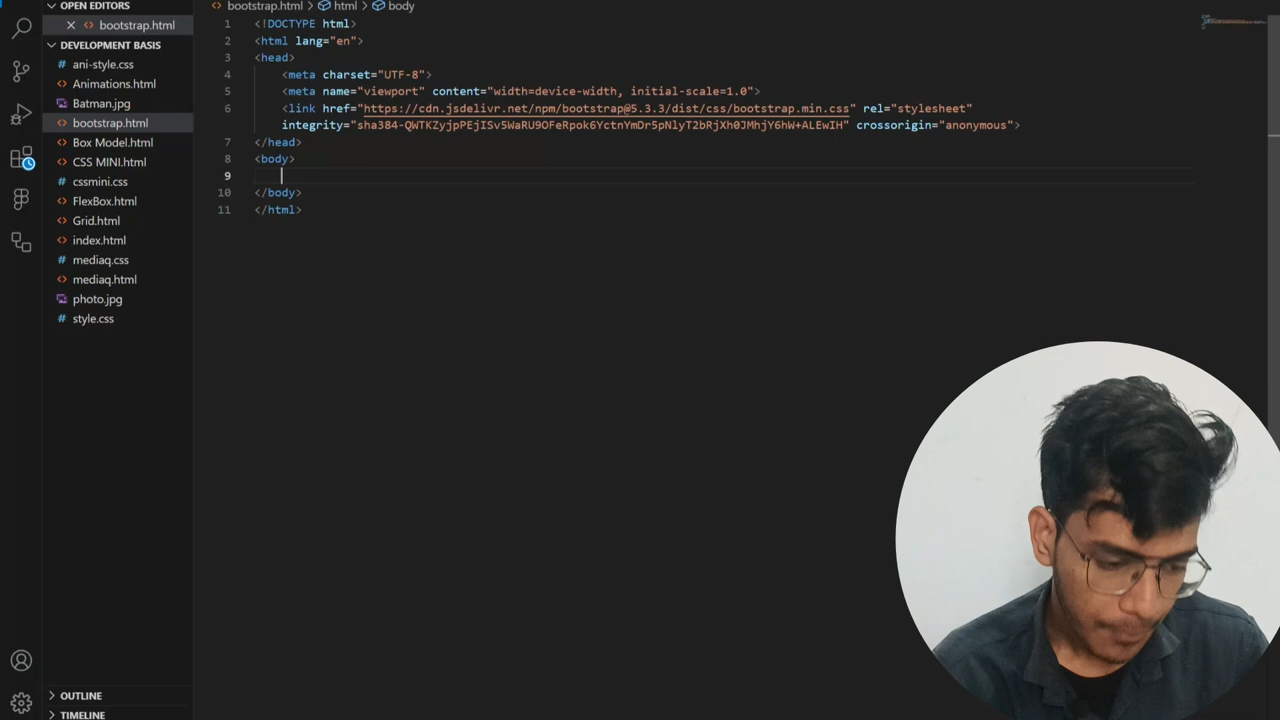 OPEN EDITORS
bootstrap.html
DEVELOPMENT BASIS
ani-style.css
Animations.html
Batman.jpg
bootstrap.html
Box Model.html
CSS MINI.html
cssmini.css
FlexBox.html
Grid.html
index.html
mediaq.css
mediaq.html
photo.jpg
style.css
OUTLINE
TIMELINE
bootstrap.html > html > body
1 <!DOCTYPE html>
2 <html lang="en">
3 <head>
4 <meta charset="UTF-8">
5 <meta name="viewport" content="width=device-width, initial-scale=1.0">
6 <link href="https://cdn.jsdelivr.net/npm/bootstrap@5.3.3/dist/css/bootstrap.min.css" rel="stylesheet"
integrity="sha384-QWTKZyjpPEjISv5WaRU9OFeRpok6YctnYmDr5pNlyT2bRjXh0JMhjY6hW+ALEwIH" crossorigin="anonymous">
7 </head>
8 <body>
9
10 </body>
11 </html>